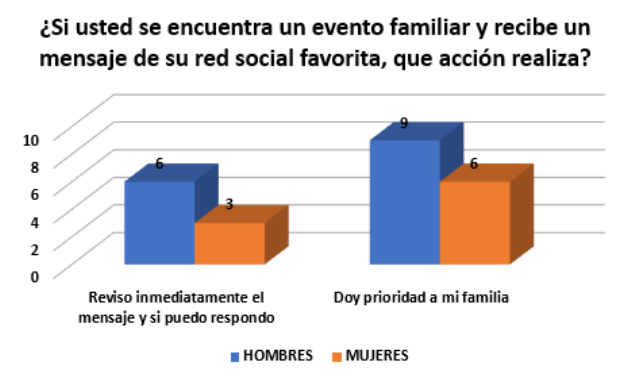 ¿Si usted se encuentra un evento familiar y recibe un
mensaje de su red social favorita, que acción realiza?
10
8
6
4
2
0
6
3
9
6
Reviso inmediatamente el
mensaje y si puedo respondo
Doy prioridad a mi familia
HOMBRES
MUJERES